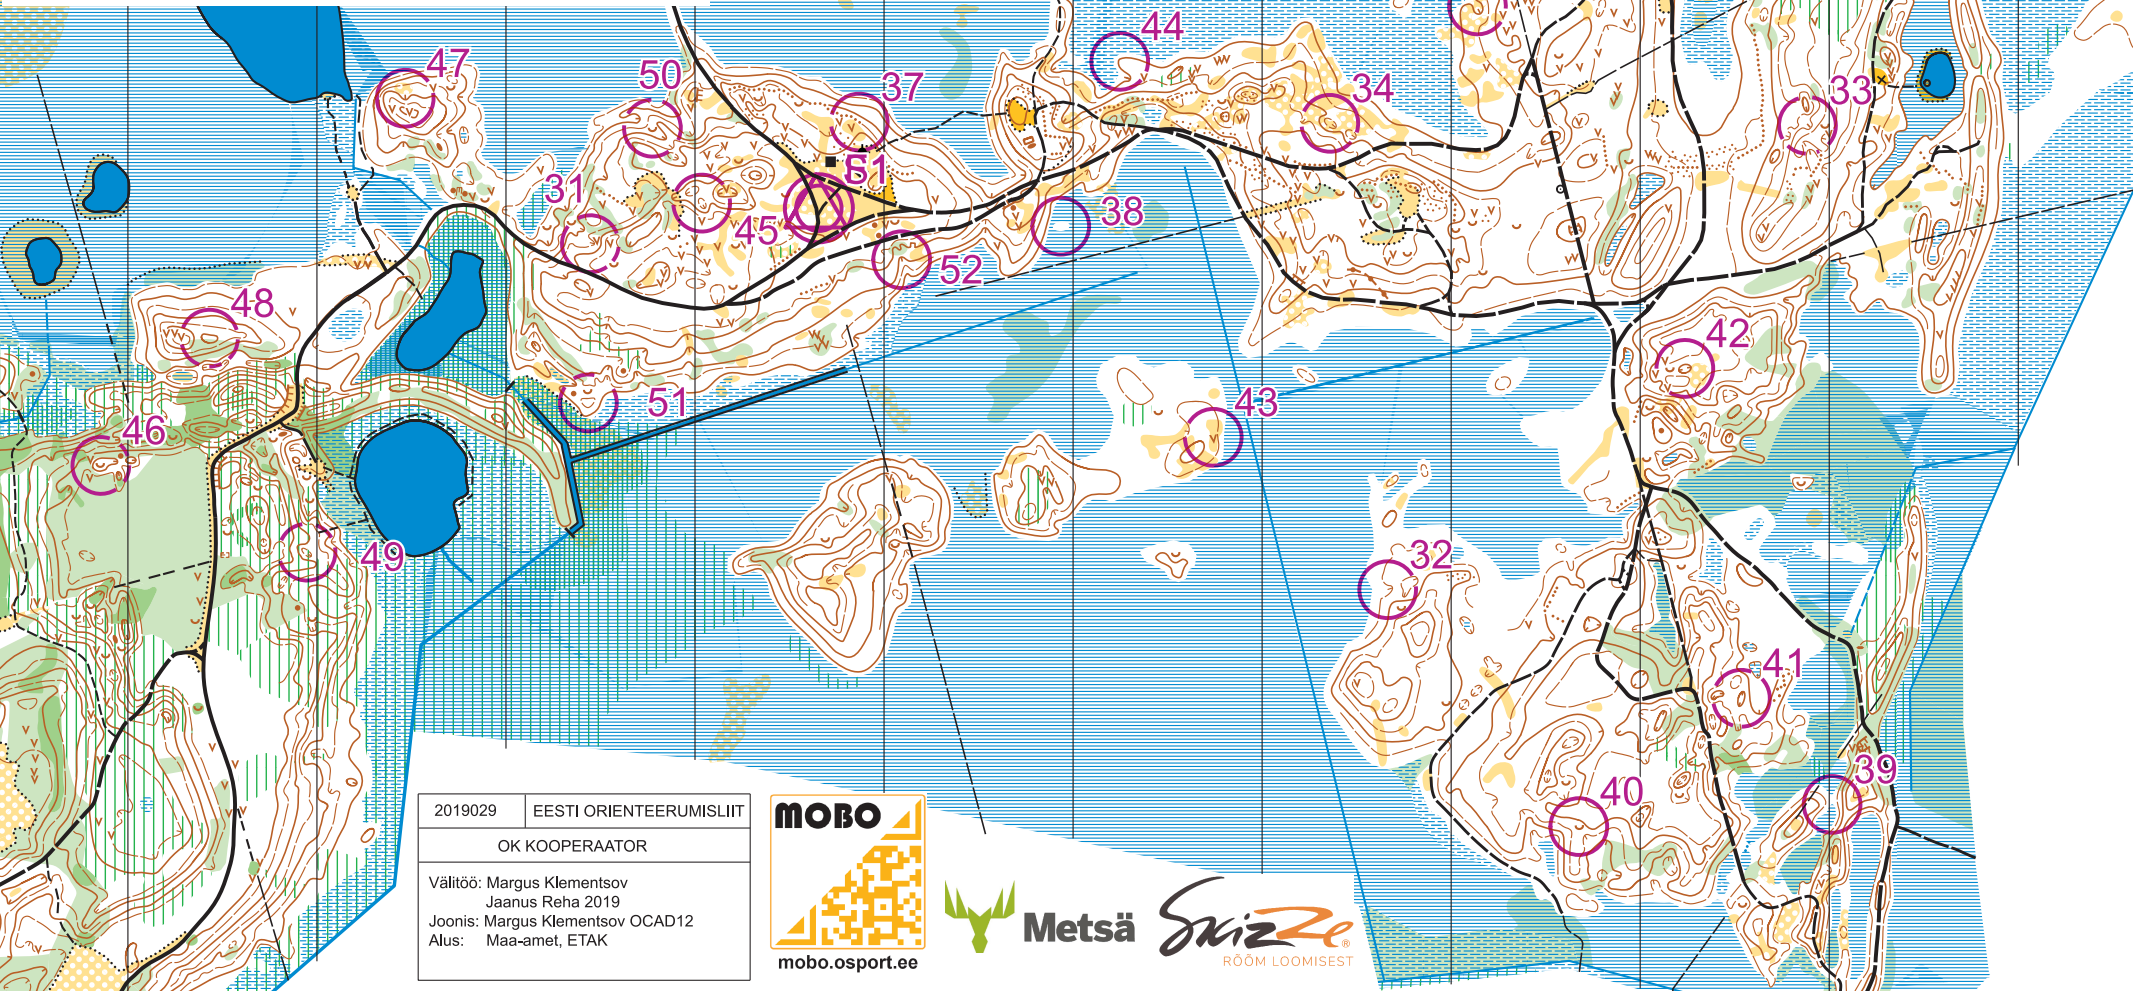 44
47
50
37
34
33
31
S1
45
38
52
48
42
51
43
46
49
32
41
39
40
2019029 EESTI ORIENTEERUMISLIIT
OK KOOPERAATOR
Välitöö: Margus Klementsov
Jaanus Reha 2019
Joonis: Margus Klementsov OCAD12
Alus: Maa-amet, ETAK
MOBO
mobo.osport.ee
Metsä
Skizze®
RÕÕM LOOMISEST